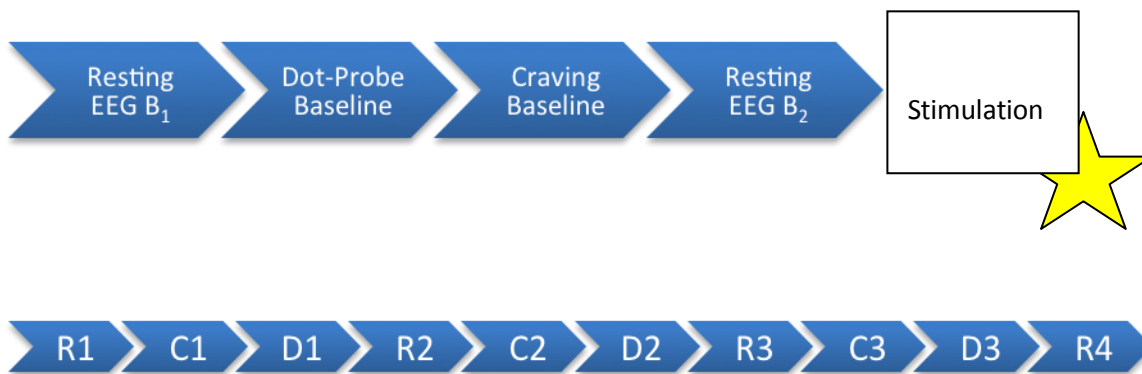 Resting
EEG B₁
Dot-Probe
Baseline
Craving
Baseline
Resting
EEG B₂
Stimulation
R1 C1 D1 R2 C2 D2 R3 C3 D3 R4